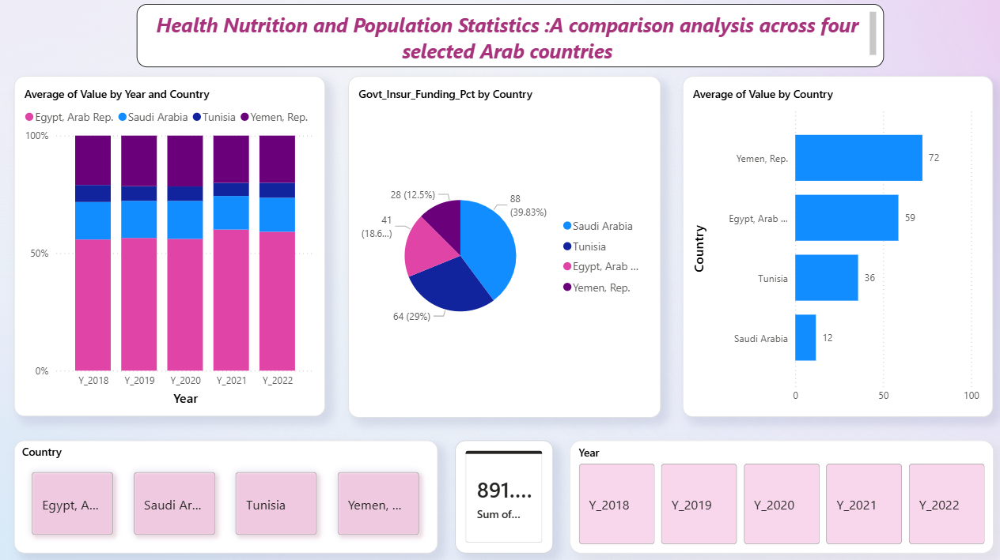 Health Nutrition and Population Statistics :A comparison analysis across four
selected Arab countries
Average of Value by Year and Country
Egypt, Arab Rep. Saudi Arabia Tunisia Yemen, Rep.
100%
50%
0%
Y_2018 Y_2019 Y_2020 Y_2021 Y_2022
Year
Govt_Insur_Funding_Pct by Country
28 (12.5%)
88
(39.83%)
41
(18.6...)
64 (29%)
Saudi Arabia
Tunisia
Egypt, Arab ...
Yemen, Rep.
Average of Value by Country
Country
Yemen, Rep. 72
Egypt, Arab ... 59
Tunisia 36
Saudi Arabia 12
0 50 100
Country
Egypt, A... Saudi Ar... Tunisia Yemen, ...
891....
Sum of...
Year
Y_2018 Y_2019 Y_2020 Y_2021 Y_2022